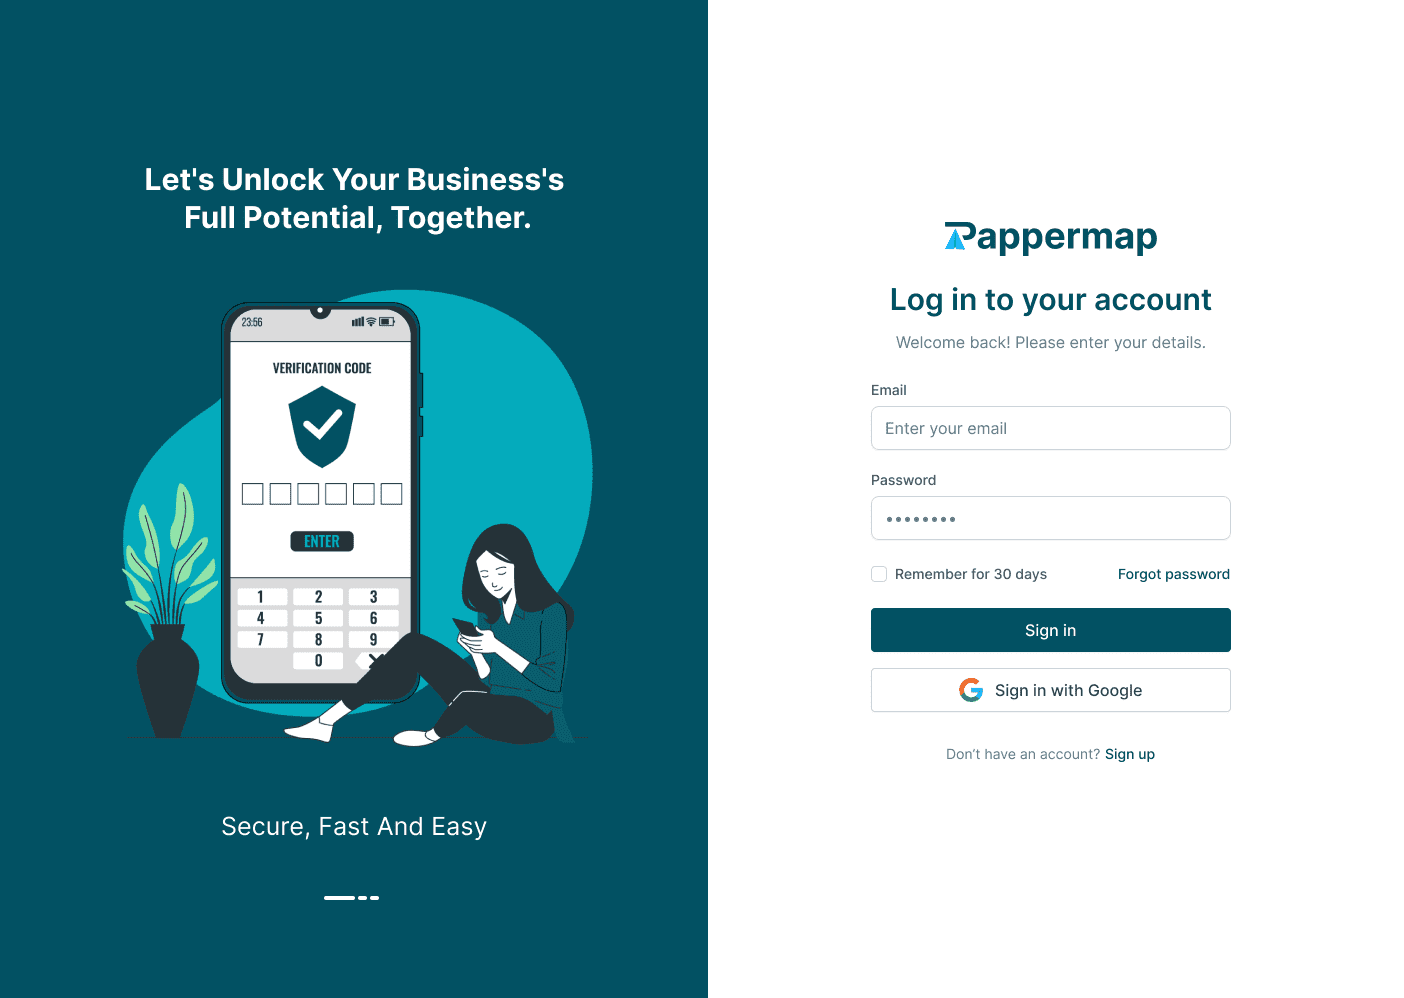 Let's Unlock Your Business's
Full Potential, Together.
23:56
VERIFICATION CODE
ENTER
1 2 3
4 5 6
7 8 9
0
Secure, Fast And Easy
Pappermap
Log in to your account
Welcome back! Please enter your details.
Email
Enter your email
Password
••••••••
Remember for 30 days Forgot password
Sign in
Sign in with Google
Don’t have an account? Sign up